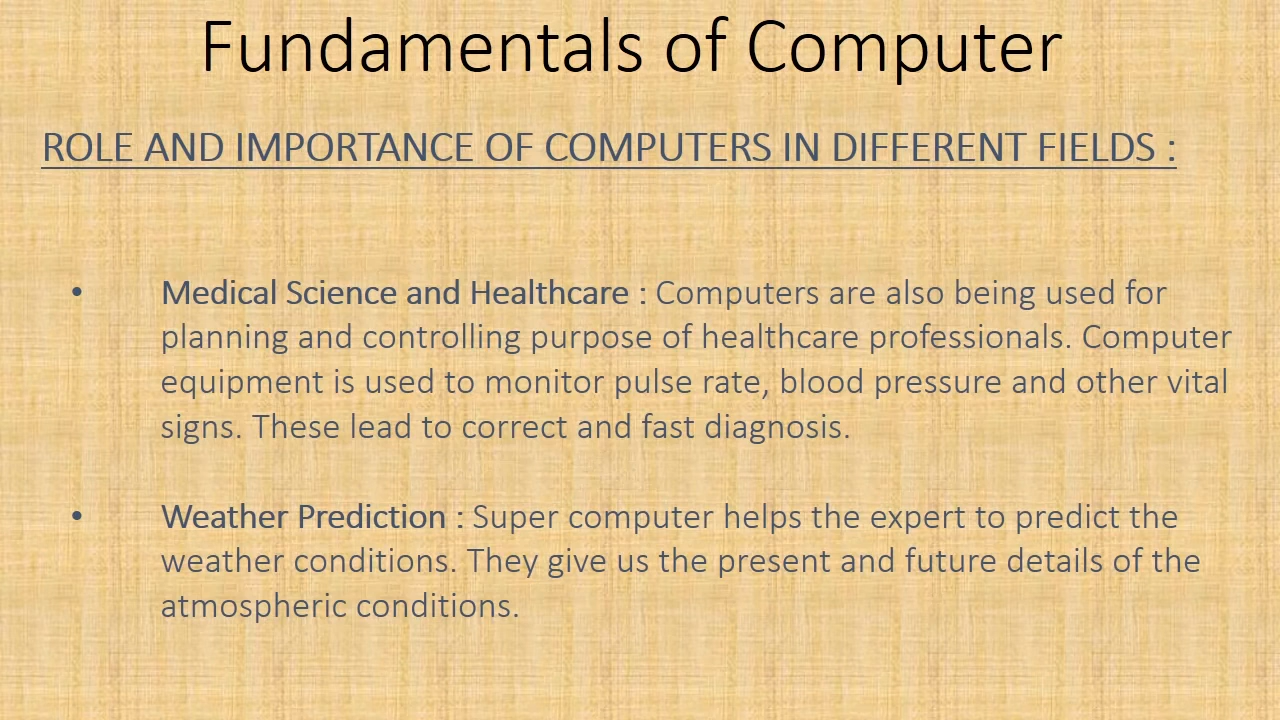 Fundamentals of Computer
ROLE AND IMPORTANCE OF COMPUTERS IN DIFFERENT FIELDS :
• Medical Science and Healthcare : Computers are also being used for
planning and controlling purpose of healthcare professionals. Computer
equipment is used to monitor pulse rate, blood pressure and other vital
signs. These lead to correct and fast diagnosis.
• Weather Prediction : Super computer helps the expert to predict the
weather conditions. They give us the present and future details of the
atmospheric conditions.